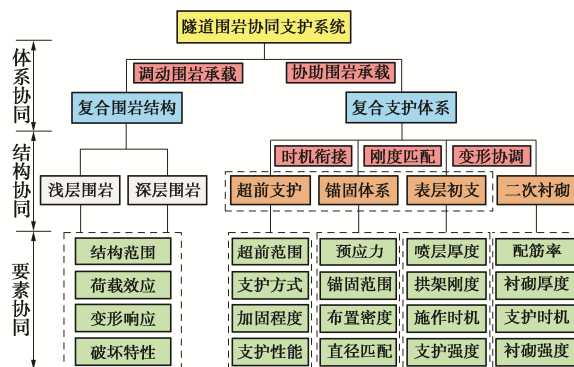 隧道围岩协同支护系统
体系协同
调动围岩承载
协助围岩承载
复合围岩结构
复合支护体系
结构协同
时机衔接
刚度匹配
变形协调
浅层围岩
深层围岩
超前支护
锚固体系
表层初支
二次衬砌
要素协同
结构范围
荷载效应
变形响应
破坏特性
超前范围
支护方式
加固程度
支护性能
预应力
锚固范围
布置密度
直径匹配
喷层厚度
拱架刚度
施作时机
支护强度
配筋率
衬砌厚度
支护时机
衬砌强度